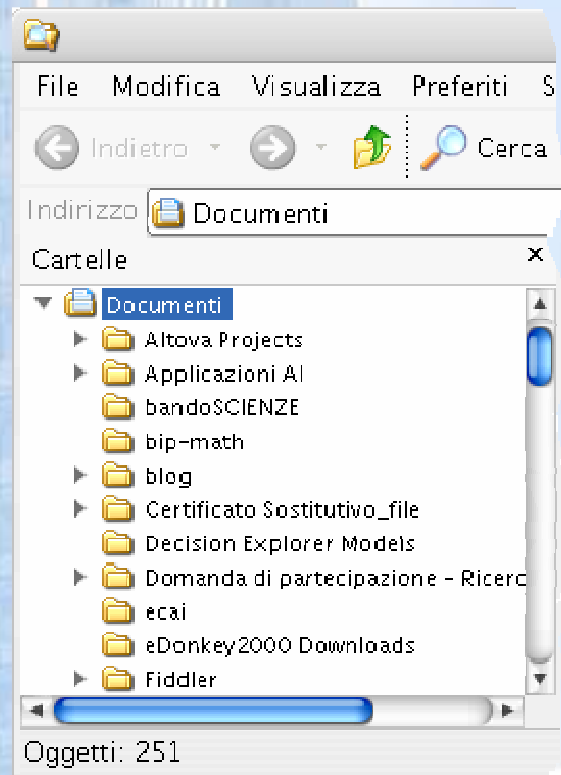 File Modifica Visualizza Preferiti S
Indietro Cerca
Indirizzo Documenti
Cartelle
Documenti
Altova Projects
Applicazioni AI
bandoSCIENZE
bip-math
blog
Certificato Sostitutivo_file
Decision Explorer Models
Domanda di partecipazione - Ricerc
ecai
eDonkey2000 Downloads
Fiddler
Oggetti: 251